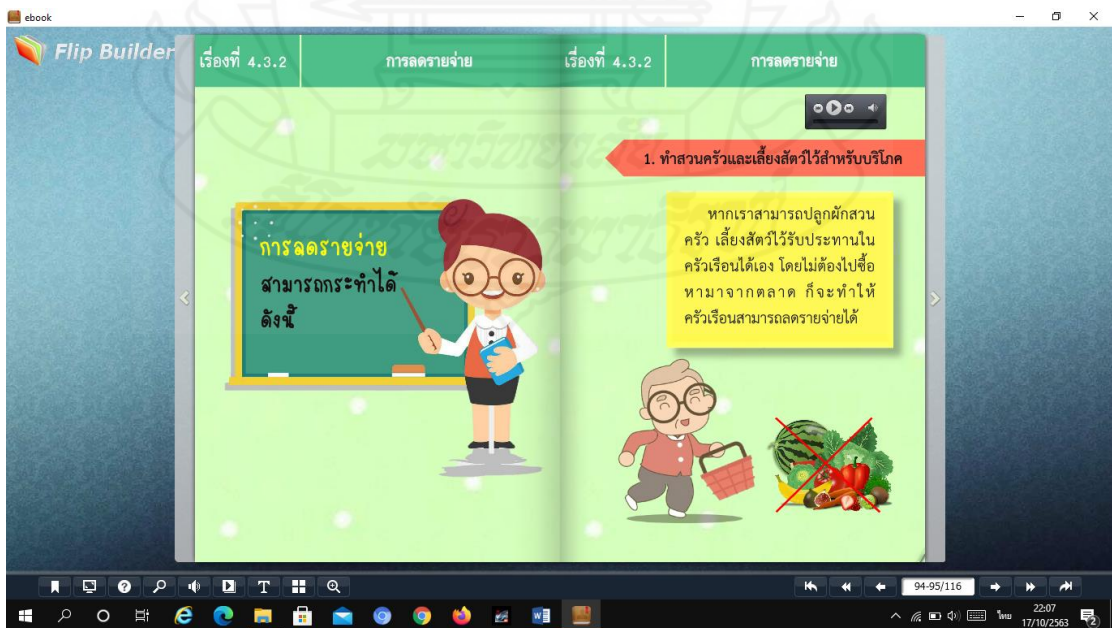 ebook
Flip Builder
เรื่องที่ 4.3.2
การลดรายจ่าย
เรื่องที่ 4.3.2
การลดรายจ่าย
การลดรายจ่าย
สามารถกระทำได้
ดังนี้
1. ทำสวนครัวและเลี้ยงสัตว์ไว้สำหรับบริโภค
หากเราสามารถปลูกผักสวน
ครัว เลี้ยงสัตว์ไว้รับประทานใน
ครัวเรือนได้เอง โดยไม่ต้องไปซื้อ
หามาจากตลาด ก็จะทำให้
ครัวเรือนสามารถลดรายจ่ายได้
94-95/116
ไทย
22:07
17/10/2563
2